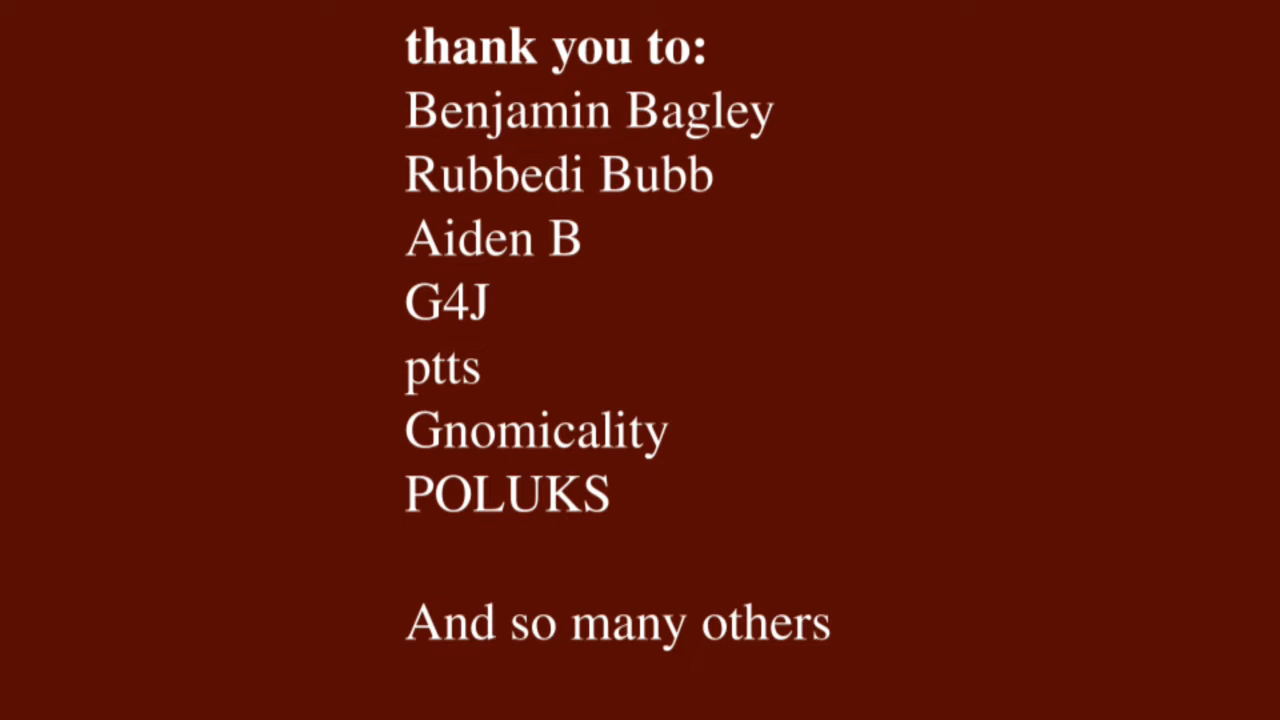 thank you to:
Benjamin Bagley
Rubbedi Bubb
Aiden B
G4J
ptts
Gnomicality
POLUKS
And so many others